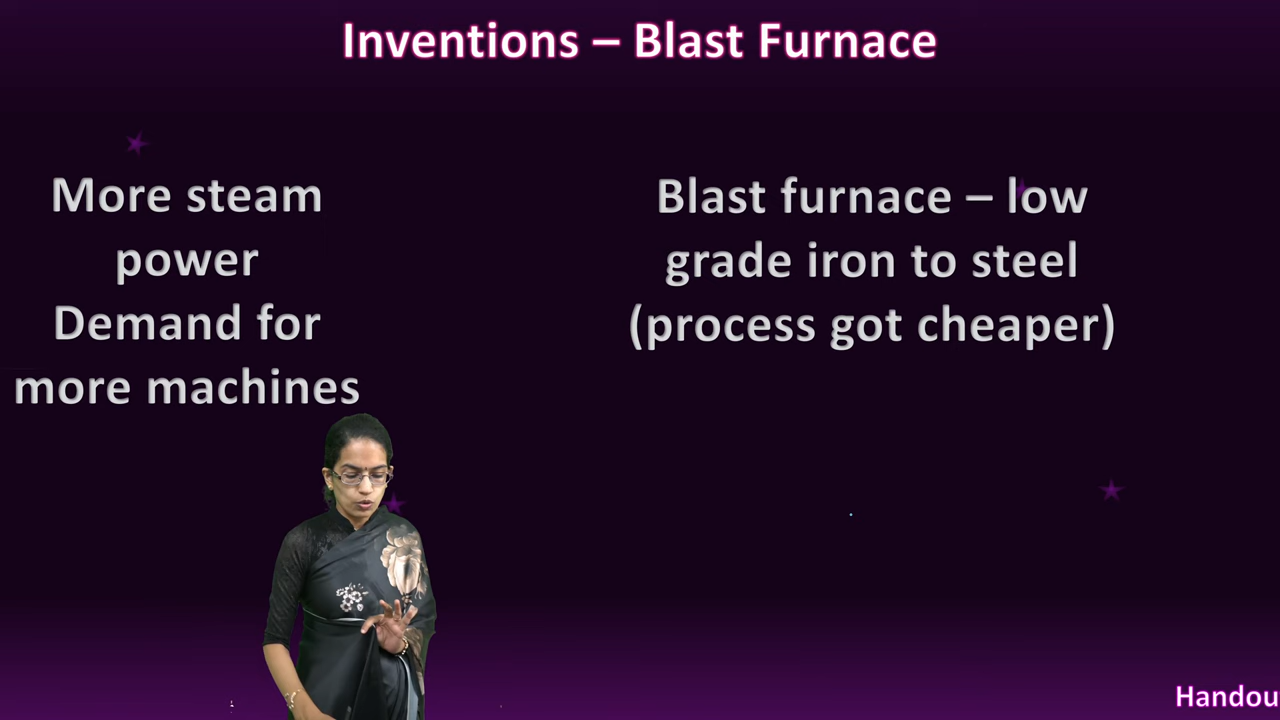 Inventions – Blast Furnace
More steam
power
Demand for
more machines
Blast furnace – low
grade iron to steel
(process got cheaper)
Handou